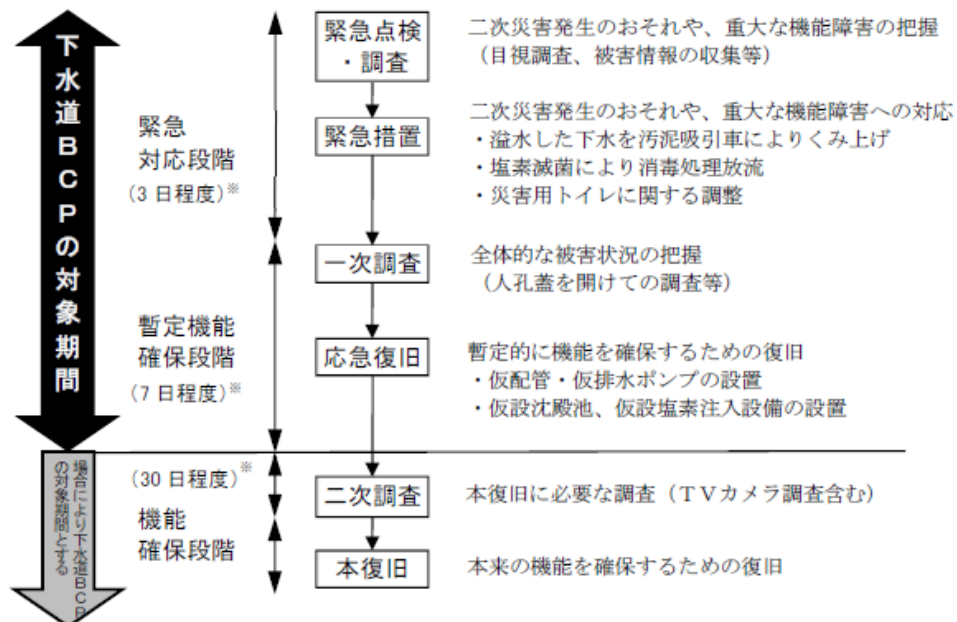 下水道BCPの対象期間
緊急
対応段階
(3日程度)※
緊急点検
・調査
二次災害発生のおそれや、重大な機能障害の把握
（目視調査、被害情報の収集等）
緊急措置
二次災害発生のおそれや、重大な機能障害への対応
・溢水した下水を汚泥吸引車によりくみ上げ
・塩素滅菌により消毒処理放流
・災害用トイレに関する調整
暫定機能
確保段階
(7日程度)※
一次調査
全体的な被害状況の把握
（人孔蓋を開けての調査等）
応急復旧
暫定的に機能を確保するための復旧
・仮配管・仮排水ポンプの設置
・仮設沈殿池、仮設塩素注入設備の設置
場合により下水道BCP
の対象期間とする
(30日程度)※
機能
確保段階
二次調査
本復旧に必要な調査（TVカメラ調査含む）
本復旧
本来の機能を確保するための復旧